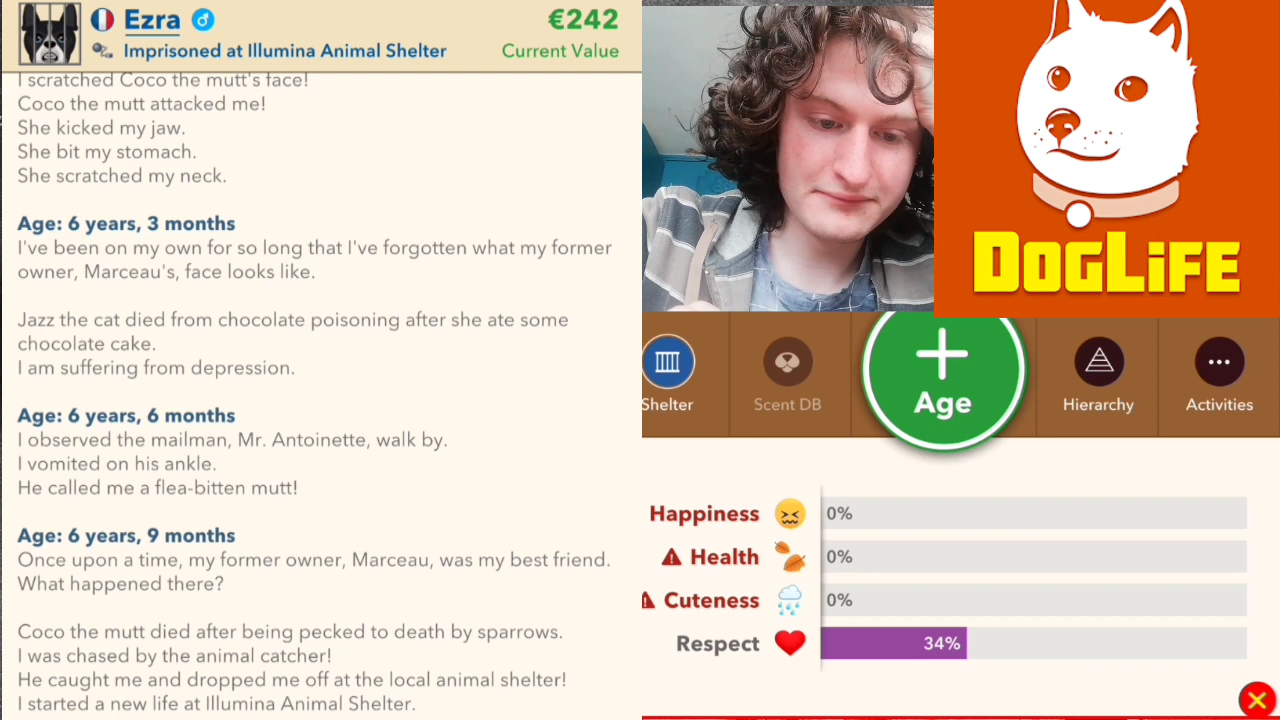 Ezra
Imprisoned at Illumina Animal Shelter
€242
Current Value
I scratched Coco the mutt's face!
Coco the mutt attacked me!
She kicked my jaw.
She bit my stomach.
She scratched my neck.
Age: 6 years, 3 months
I've been on my own for so long that I've forgotten what my former
owner, Marceau's, face looks like.
Jazz the cat died from chocolate poisoning after she ate some
chocolate cake.
I am suffering from depression.
Age: 6 years, 6 months
I observed the mailman, Mr. Antoinette, walk by.
I vomited on his ankle.
He called me a flea-bitten mutt!
Age: 6 years, 9 months
Once upon a time, my former owner, Marceau, was my best friend.
What happened there?
Coco the mutt died after being pecked to death by sparrows.
I was chased by the animal catcher!
He caught me and dropped me off at the local animal shelter!
I started a new life at Illumina Animal Shelter.
DOGLiFE
Shelter
Scent DB
Age
Hierarchy
Activities
Happiness 0%
Health 0%
Cuteness 0%
Respect 34%